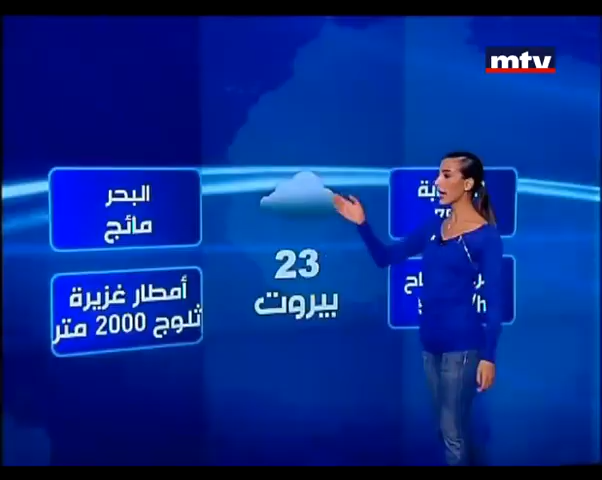 mtv
البحر
مائج
أمطار غزيرة
ثلوج 2000 متر
23
بيروت